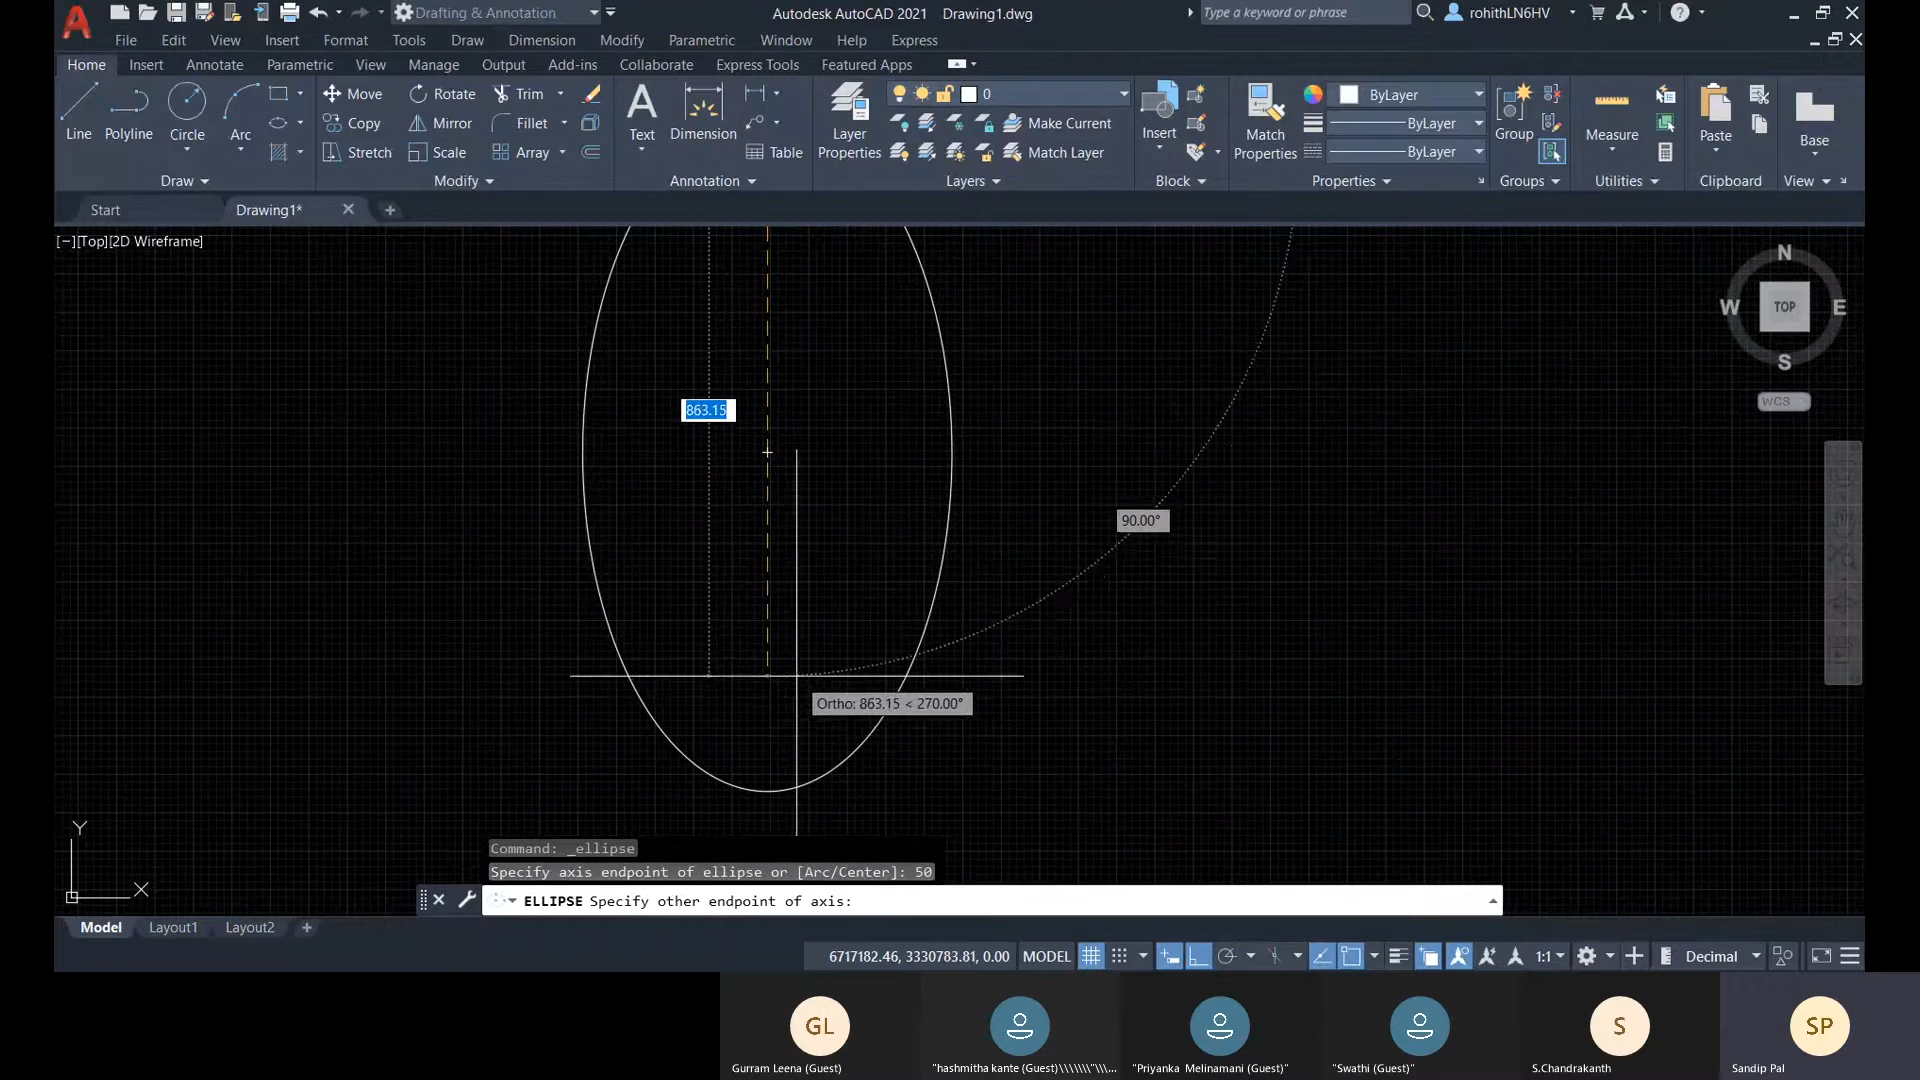 Drafting & Annotation
Autodesk AutoCAD 2021 Drawing1.dwg
Type a keyword or phrase
rohithLN6HV
File Edit View Insert Format Tools Draw Dimension Modify Parametric Window Help Express
Home Insert Annotate Parametric View Manage Output Add-ins Collaborate Express Tools Featured Apps
Line
Polyline
Circle
Arc
Move
Rotate
Trim
Copy
Mirror
Fillet
Stretch
Scale
Array
Text
Dimension
Table
Layer
Properties
0
Make Current
Match Layer
Insert
Match
Properties
ByLayer
ByLayer
ByLayer
Group
Measure
Paste
Base
Draw Modify Annotation Layers Block Properties Groups Utilities Clipboard View
Start
Drawing1*
[−][Top][2D Wireframe]
N
W
TOP
E
S
WCS
863.15
90.00°
Ortho: 863.15 < 270.00°
Y
X
Command: _ellipse
Specify axis endpoint of ellipse or [Arc/Center]: 50
ELLIPSE Specify other endpoint of axis:
Model
Layout1
Layout2
6717182.46, 3330783.81, 0.00
MODEL
1:1
Decimal
GL
S
SP
Gurram Leena (Guest)
"hashmitha kante (Guest)\\\\\\\"\\\...
"Priyanka Melinamani (Guest)"
"Swathi (Guest)"
S.Chandrakanth
Sandip Pal